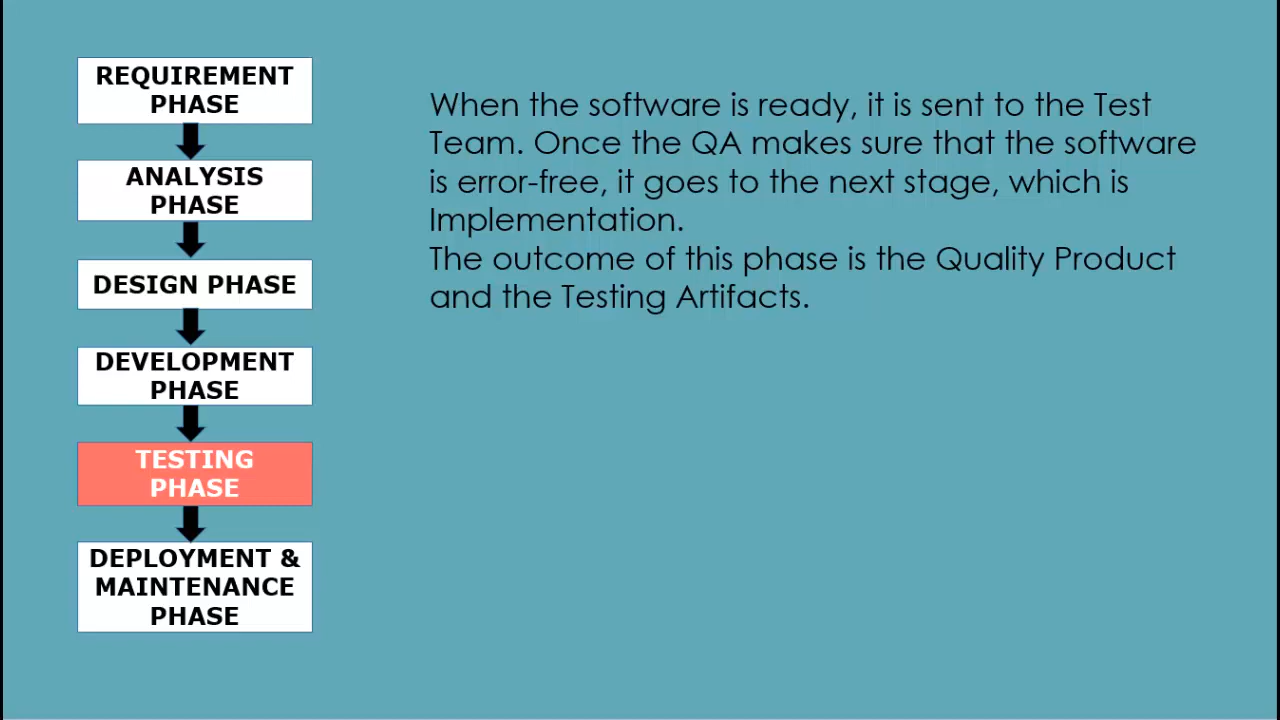 REQUIREMENT
PHASE
ANALYSIS
PHASE
DESIGN PHASE
DEVELOPMENT
PHASE
TESTING
PHASE
DEPLOYMENT &
MAINTENANCE
PHASE
When the software is ready, it is sent to the Test
Team. Once the QA makes sure that the software
is error-free, it goes to the next stage, which is
Implementation.
The outcome of this phase is the Quality Product
and the Testing Artifacts.